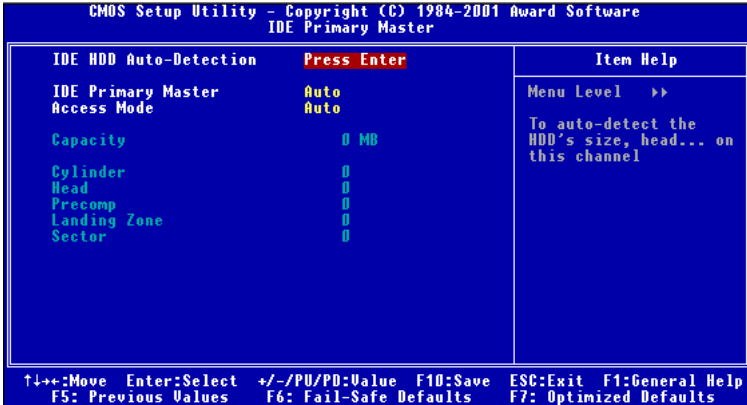 CMOS Setup Utility - Copyright (C) 1984-2001 Award Software
IDE Primary Master
IDE HDD Auto-Detection Press Enter
IDE Primary Master Auto
Access Mode Auto
Capacity 0 MB
Cylinder 0
Head 0
Precomp 0
Landing Zone 0
Sector 0
Item Help
Menu Level ▸▸
To auto-detect the
HDD's size, head... on
this channel
↑↓→←:Move Enter:Select +/-/PU/PD:Value F10:Save ESC:Exit F1:General Help
F5: Previous Values F6: Fail-Safe Defaults F7: Optimized Defaults